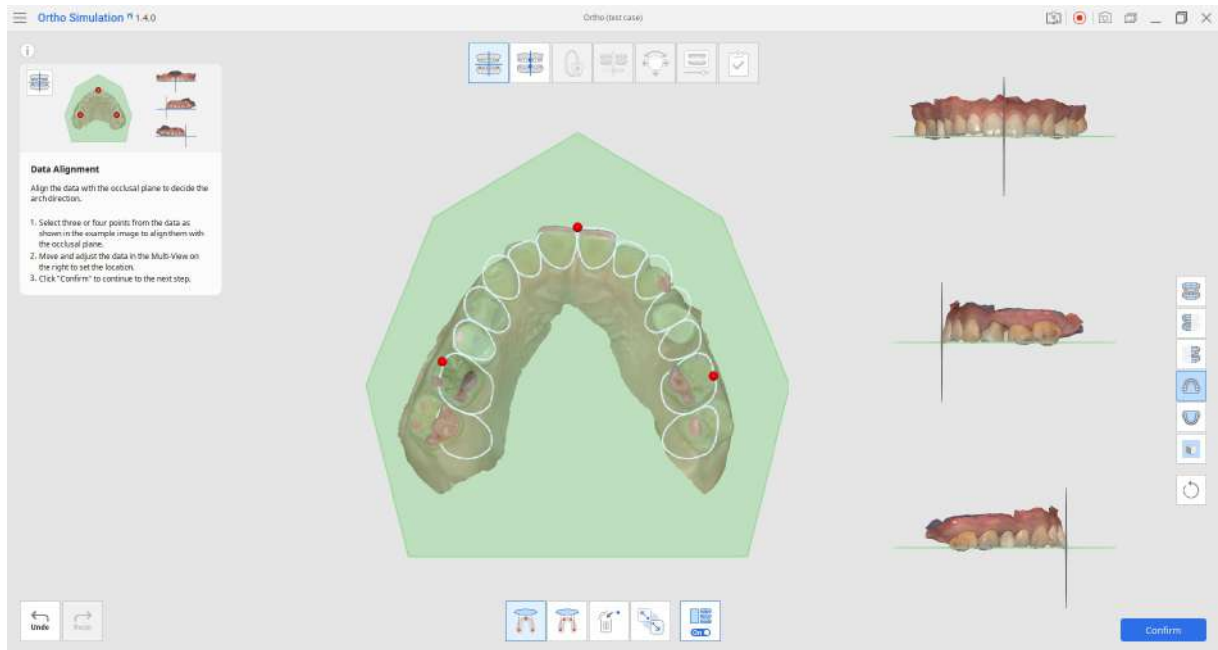 Ortho Simulation 1.4.0
Ortho (test case)
Data Alignment
Align the data with the occlusal plane to decide the
arch direction.
1. Select three or four points from the data as
shown in the example image to align them with
the occlusal plane.
2. Move and adjust the data in the Multi-View on
the right to set the location.
3. Click "Confirm" to continue to the next step.
Undo
Redo
On
Confirm